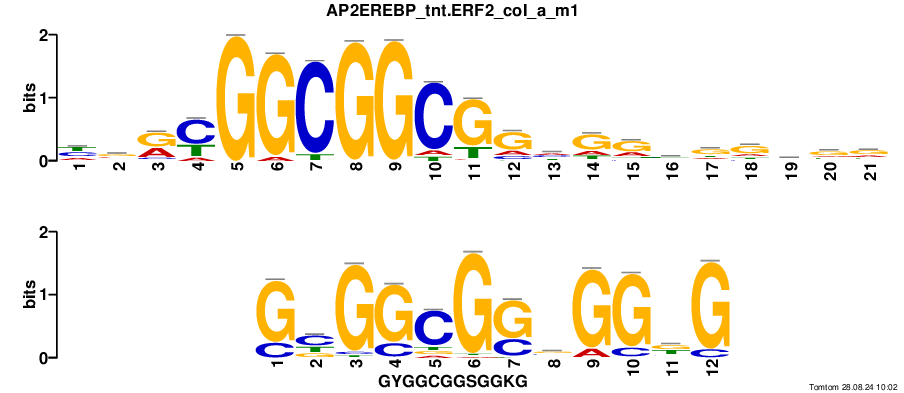 AP2EREBP_tnt.ERF2_col_a_m1
2
1
0
bits
1 2 3 4 5 6 7 8 9 10 11 12 13 14 15 16 17 18 19 20 21
GGCGGCG
2
1
0
bits
1 2 3 4 5 6 7 8 9 10 11 12
GYGGCGGSGGKG
Tomtom 28.08.24 10:02